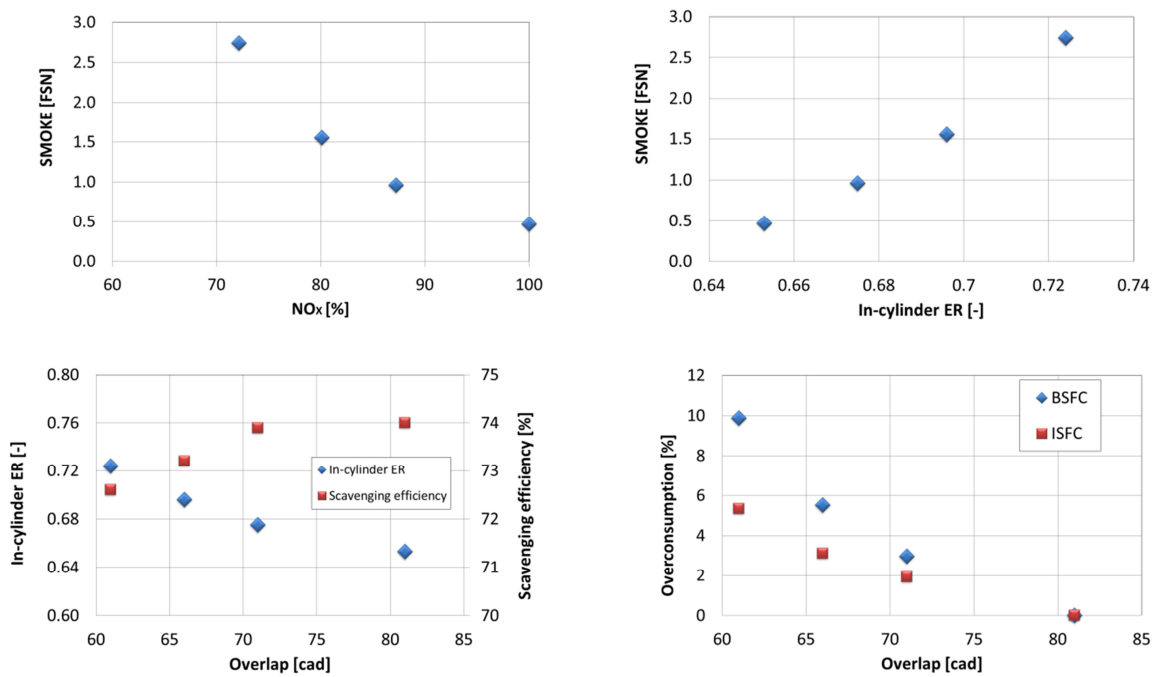 3.0
2.5
2.0
1.5
1.0
0.5
0.0
SMOKE [FSN]
60 70 80 90 100
NOx [%]
3.0
2.5
2.0
1.5
1.0
0.5
0.0
SMOKE [FSN]
0.64 0.66 0.68 0.7 0.72 0.74
In-cylinder ER [-]
0.80
0.76
0.72
0.68
0.64
0.60
In-cylinder ER [-]
75
74
73
72
71
70
Scavenging efficiency [%]
In-cylinder ER
Scavenging efficiency
60 65 70 75 80 85
Overlap [cad]
12
10
8
6
4
2
0
Overconsumption [%]
BSFC
ISFC
60 65 70 75 80 85
Overlap [cad]